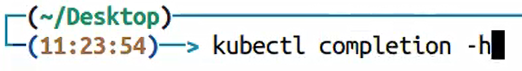 (~/Desktop)
(11:23:54)──> kubectl completion -h